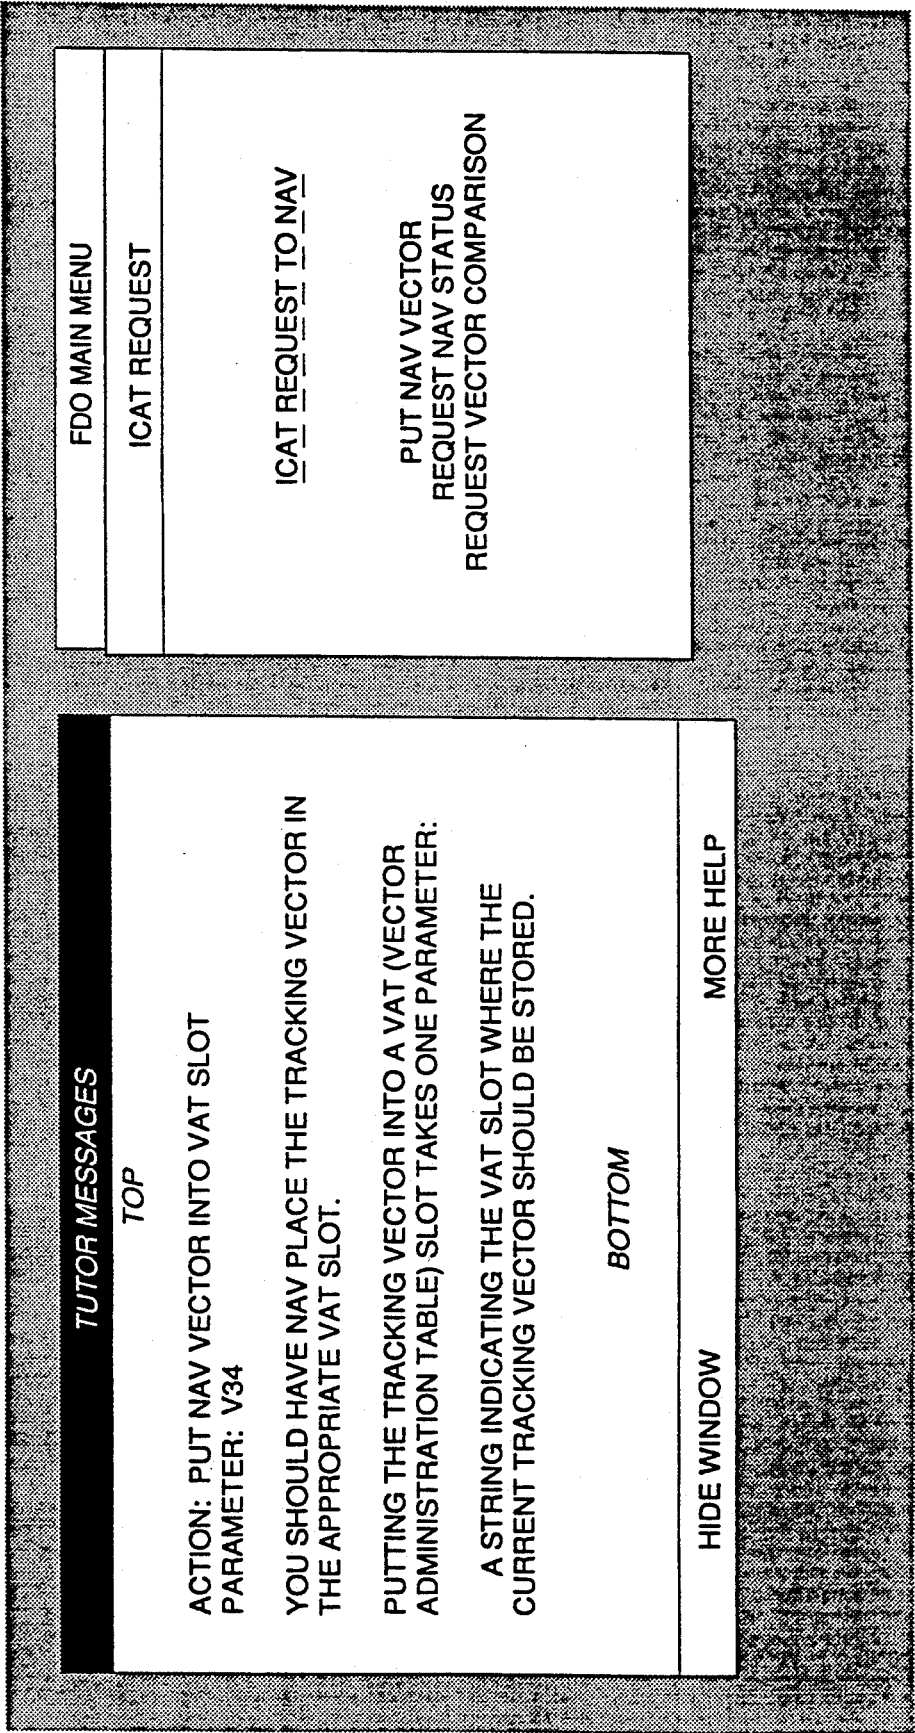 TUTOR MESSAGES
TOP
ACTION: PUT NAV VECTOR INTO VAT SLOT
PARAMETER: V34
YOU SHOULD HAVE NAV PLACE THE TRACKING VECTOR IN
THE APPROPRIATE VAT SLOT.
PUTTING THE TRACKING VECTOR INTO A VAT (VECTOR
ADMINISTRATION TABLE) SLOT TAKES ONE PARAMETER:
A STRING INDICATING THE VAT SLOT WHERE THE
CURRENT TRACKING VECTOR SHOULD BE STORED.
BOTTOM
HIDE WINDOW
MORE HELP
FDO MAIN MENU
ICAT REQUEST
ICAT REQUEST TO NAV
PUT NAV VECTOR
REQUEST NAV STATUS
REQUEST VECTOR COMPARISON